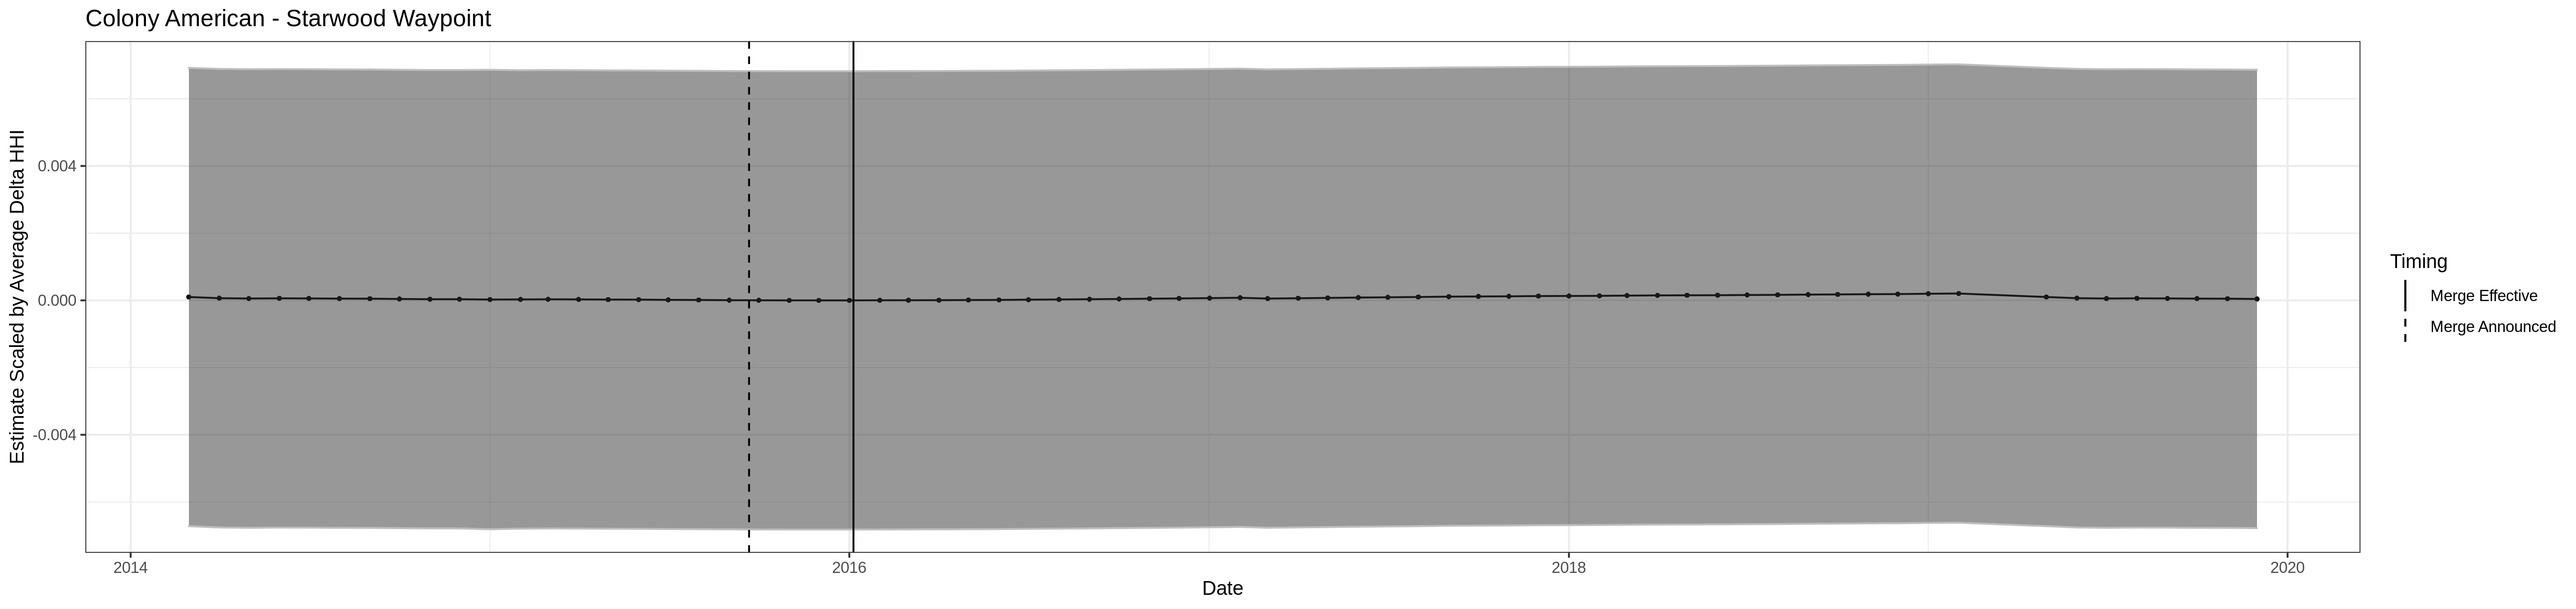 Colony American - Starwood Waypoint
Estimate Scaled by Average Delta HHI
0.004
0.000
-0.004
2014
2016
2018
2020
Date
Timing
Merge Effective
Merge Announced